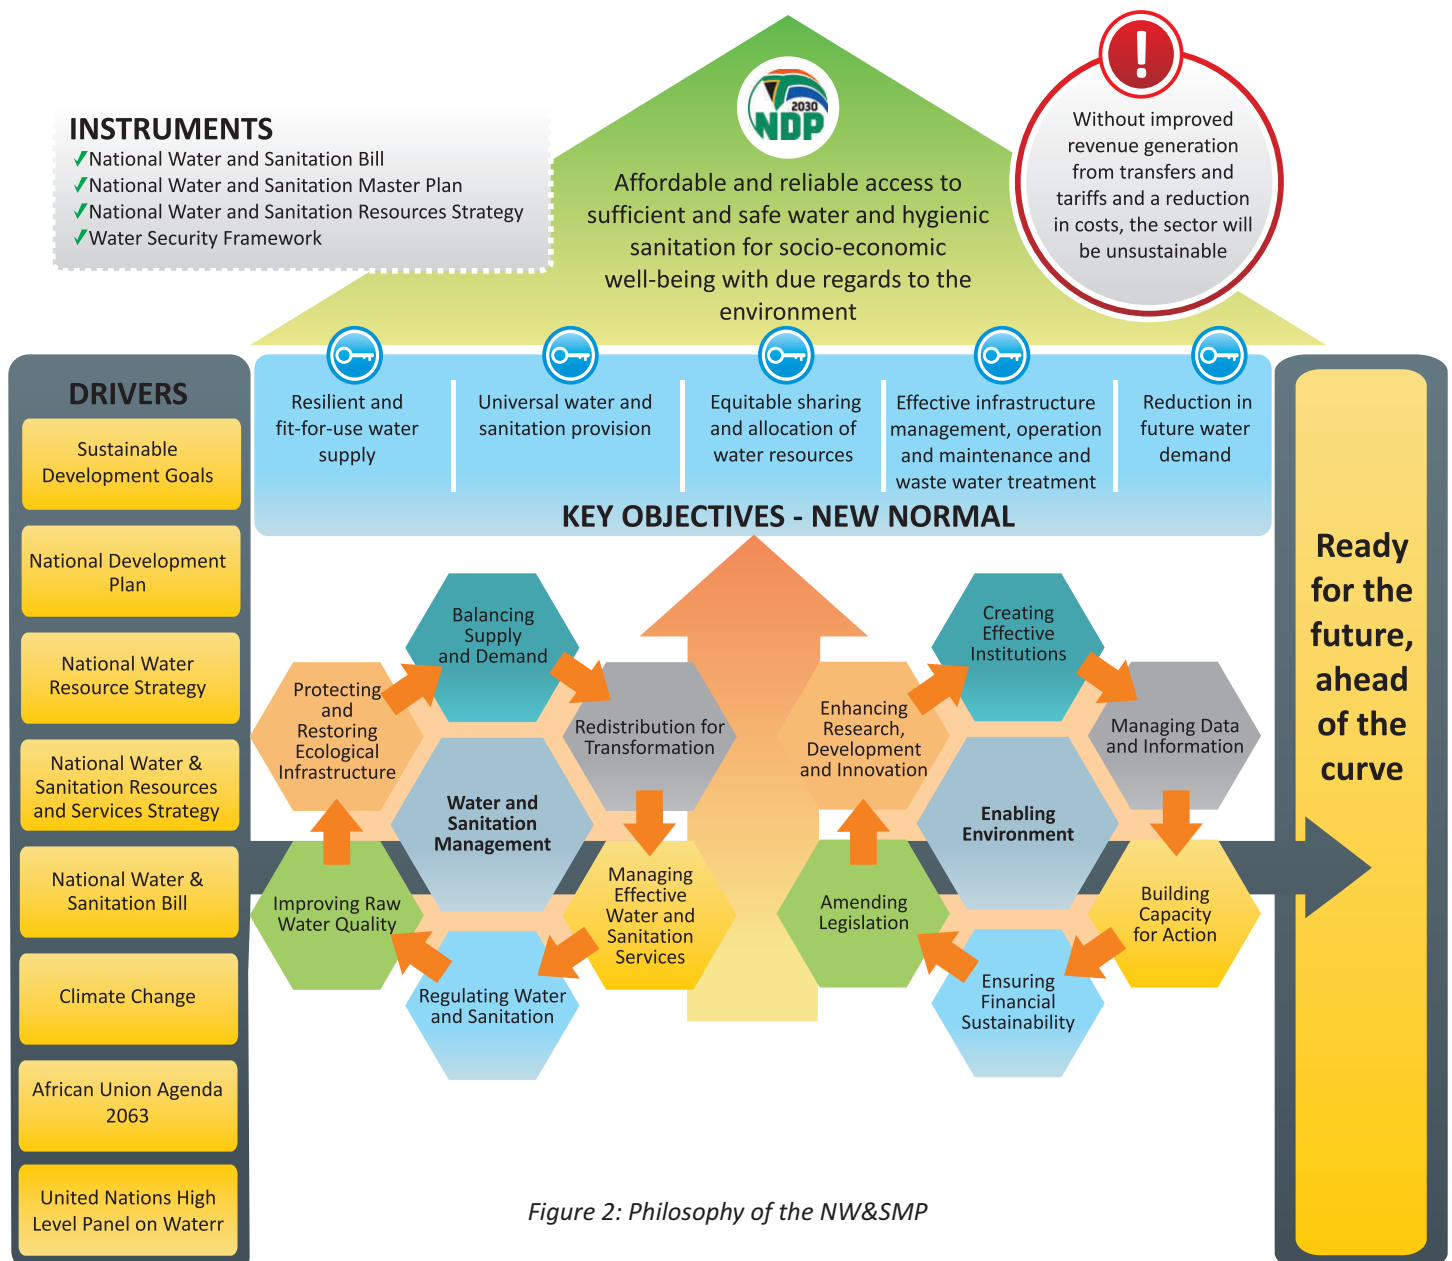 INSTRUMENTS
National Water and Sanitation Bill
National Water and Sanitation Master Plan
National Water and Sanitation Resources Strategy
Water Security Framework
2030
NDP
Affordable and reliable access to
sufficient and safe water and hygienic
sanitation for socio-economic
well-being with due regards to the
environment
!
Without improved
revenue generation
from transfers and
tariffs and a reduction
in costs, the sector will
be unsustainable
DRIVERS
Sustainable
Development Goals
National Development
Plan
National Water
Resource Strategy
National Water &
Sanitation Resources
and Services Strategy
National Water &
Sanitation Bill
Climate Change
African Union Agenda
2063
United Nations High
Level Panel on Waterr
Resilient and
fit-for-use water
supply
Universal water and
sanitation provision
Equitable sharing
and allocation of
water resources
Effective infrastructure
management, operation
and maintenance and
waste water treatment
Reduction in
future water
demand
KEY OBJECTIVES - NEW NORMAL
Balancing
Supply
and Demand
Redistribution for
Transformation
Managing
Effective
Water and
Sanitation
Services
Regulating Water
and Sanitation
Improving Raw
Water Quality
Protecting
and
Restoring
Ecological
Infrastructure
Water and
Sanitation
Management
Creating
Effective
Institutions
Managing Data
and Information
Building
Capacity
for Action
Ensuring
Financial
Sustainability
Amending
Legislation
Enhancing
Research,
Development
and Innovation
Enabling
Environment
Ready
for the
future,
ahead
of the
curve
Figure 2: Philosophy of the NW&SMP